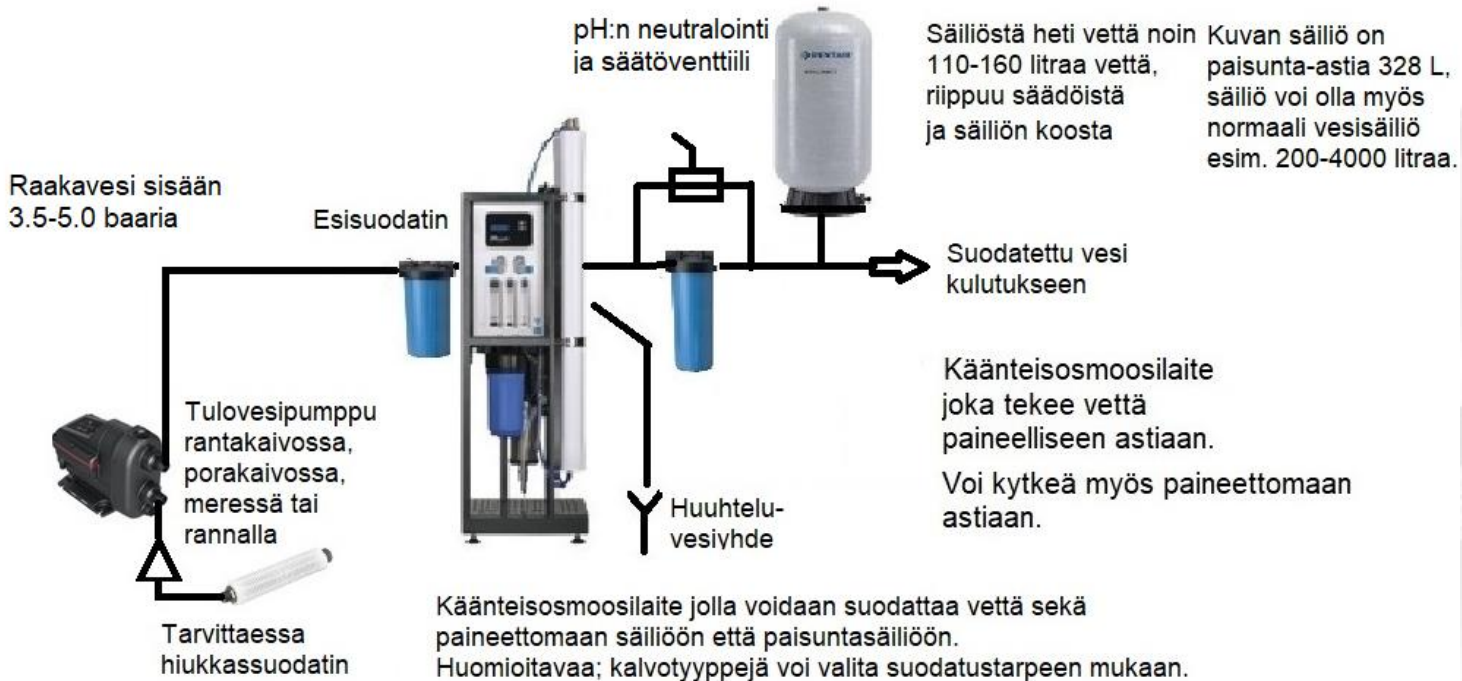 pH:n neutralointi
ja säätöventtiili
Säiliöstä heti vettä noin
110-160 litraa vettä,
riippuu säädöistä
ja säiliön koosta
Kuvan säiliö on
paisunta-astia 328 L,
säiliö voi olla myös
normaali vesisäiliö
esim. 200-4000 litraa.
Raakavesi sisään
3.5-5.0 baaria
Esisuodatin
Suodatettu vesi
kulutukseen
Käänteisosmoosilaite
joka tekee vettä
paineelliseen astiaan.
Voi kytkeä myös paineettomaan
astiaan.
Tulovesipumppu
rantakaivossa,
porakaivossa,
meressä tai
rannalla
Huuhtelu-
vesiyhde
Tarvittaessa
hiukkassuodatin
Käänteisosmoosilaite jolla voidaan suodattaa vettä sekä
paineettomaan säiliöön että paisuntasäiliöön.
Huomioitavaa; kalvotyyppejä voi valita suodatustarpeen mukaan.